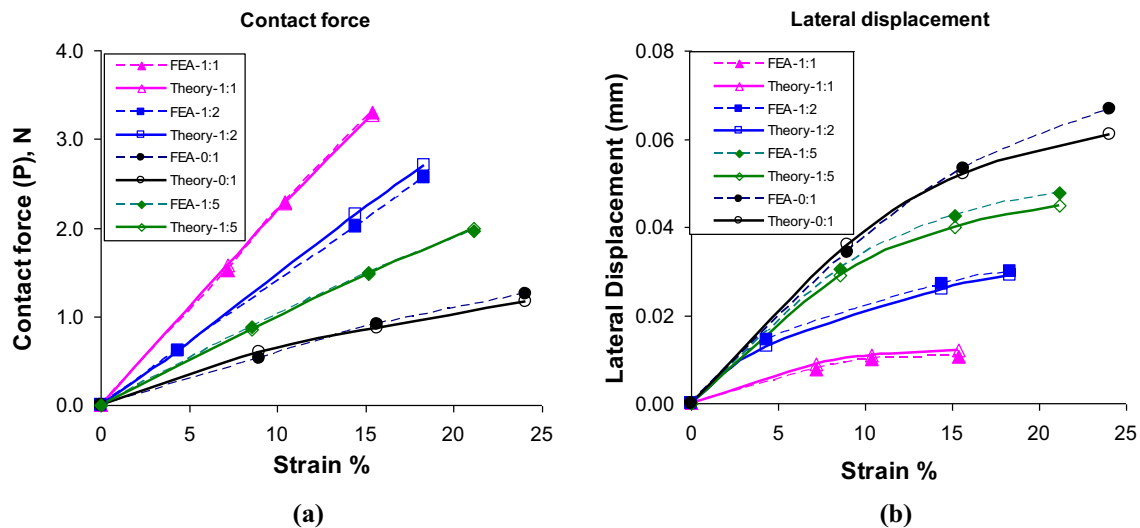 Contact force
4.0
3.0
2.0
1.0
0.0
Contact force (P), N
FEA-1:1
Theory-1:1
FEA-1:2
Theory-1:2
FEA-0:1
Theory-0:1
FEA-1:5
Theory-1:5
0 5 10 15 20 25
Strain %
(a)
Lateral displacement
0.08
0.06
0.04
0.02
0.00
Lateral Displacement (mm)
FEA-1:1
Theory-1:1
FEA-1:2
Theory-1:2
FEA-1:5
Theory-1:5
FEA-0:1
Theory-0:1
0 5 10 15 20 25
Strain %
(b)